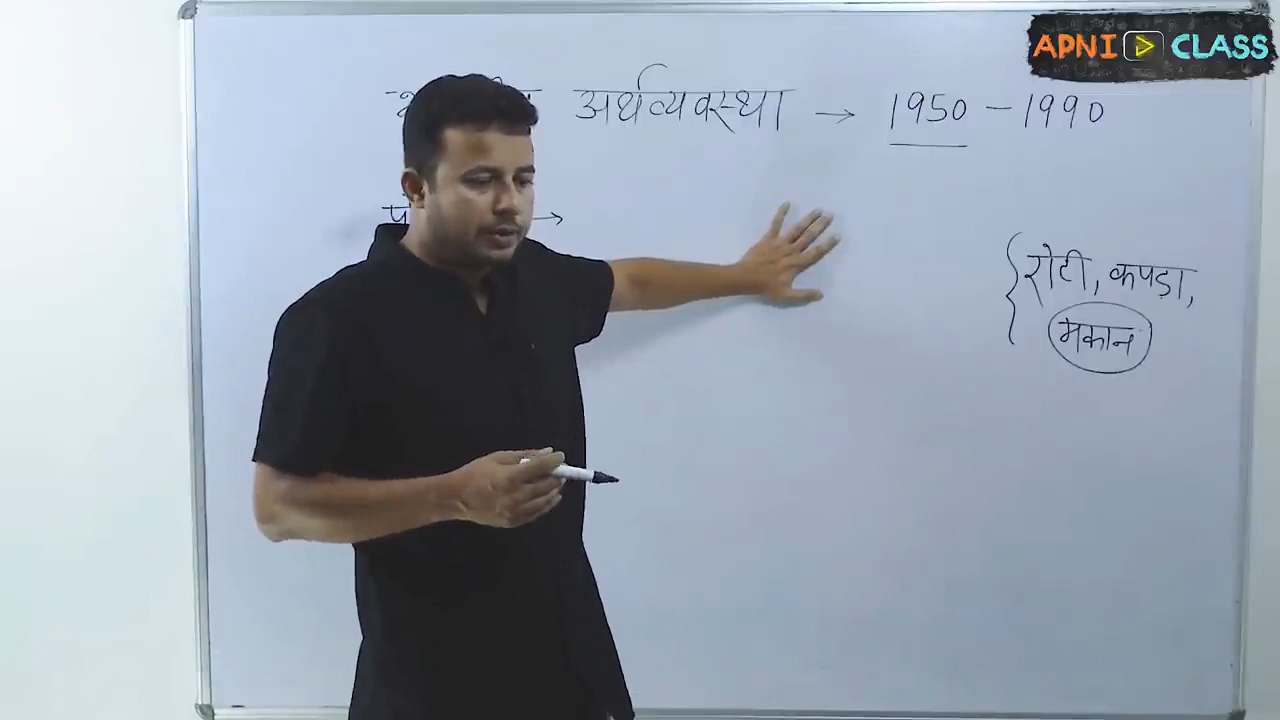 APNI CLASS
अर्थव्यवस्था → 1950 - 1990
→
{ रोटी, कपड़ा,
मकान